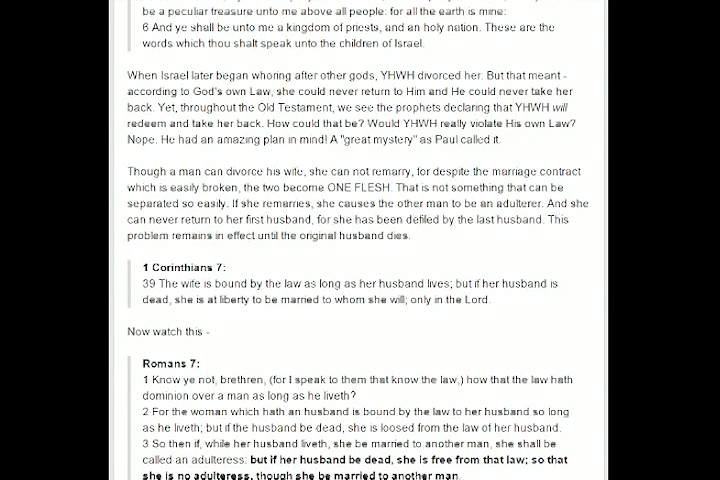 be a peculiar treasure unto me above all people: for all the earth is mine:
6 And ye shall be unto me a kingdom of priests, and an holy nation. These are the
words which thou shalt speak unto the children of Israel.
When Israel later began whoring after other gods, YHWH divorced her. But that meant -
according to God's own Law, she could never return to Him and He could never take her
back. Yet, throughout the Old Testament, we see the prophets declaring that YHWH will
redeem and take her back. How could that be? Would YHWH really violate His own Law?
Nope. He had an amazing plan in mind! A "great mystery" as Paul called it.
Though a man can divorce his wife, she can not remarry, for despite the marriage contract
which is easily broken, the two become ONE FLESH. That is not something that can be
separated so easily. If she remarries, she causes the other man to be an adulterer. And she
can never return to her first husband, for she has been defiled by the last husband. This
problem remains in effect until the original husband dies.
1 Corinthians 7:
39 The wife is bound by the law as long as her husband lives; but if her husband is
dead, she is at liberty to be married to whom she will; only in the Lord.
Now watch this -
Romans 7:
1 Know ye not, brethren, (for I speak to them that know the law,) how that the law hath
dominion over a man as long as he liveth?
2 For the woman which hath an husband is bound by the law to her husband so long
as he liveth; but if the husband be dead, she is loosed from the law of her husband.
3 So then if, while her husband liveth, she be married to another man, she shall be
called an adulteress: but if her husband be dead, she is free from that law; so that
she is no adulteress, though she be married to another man.